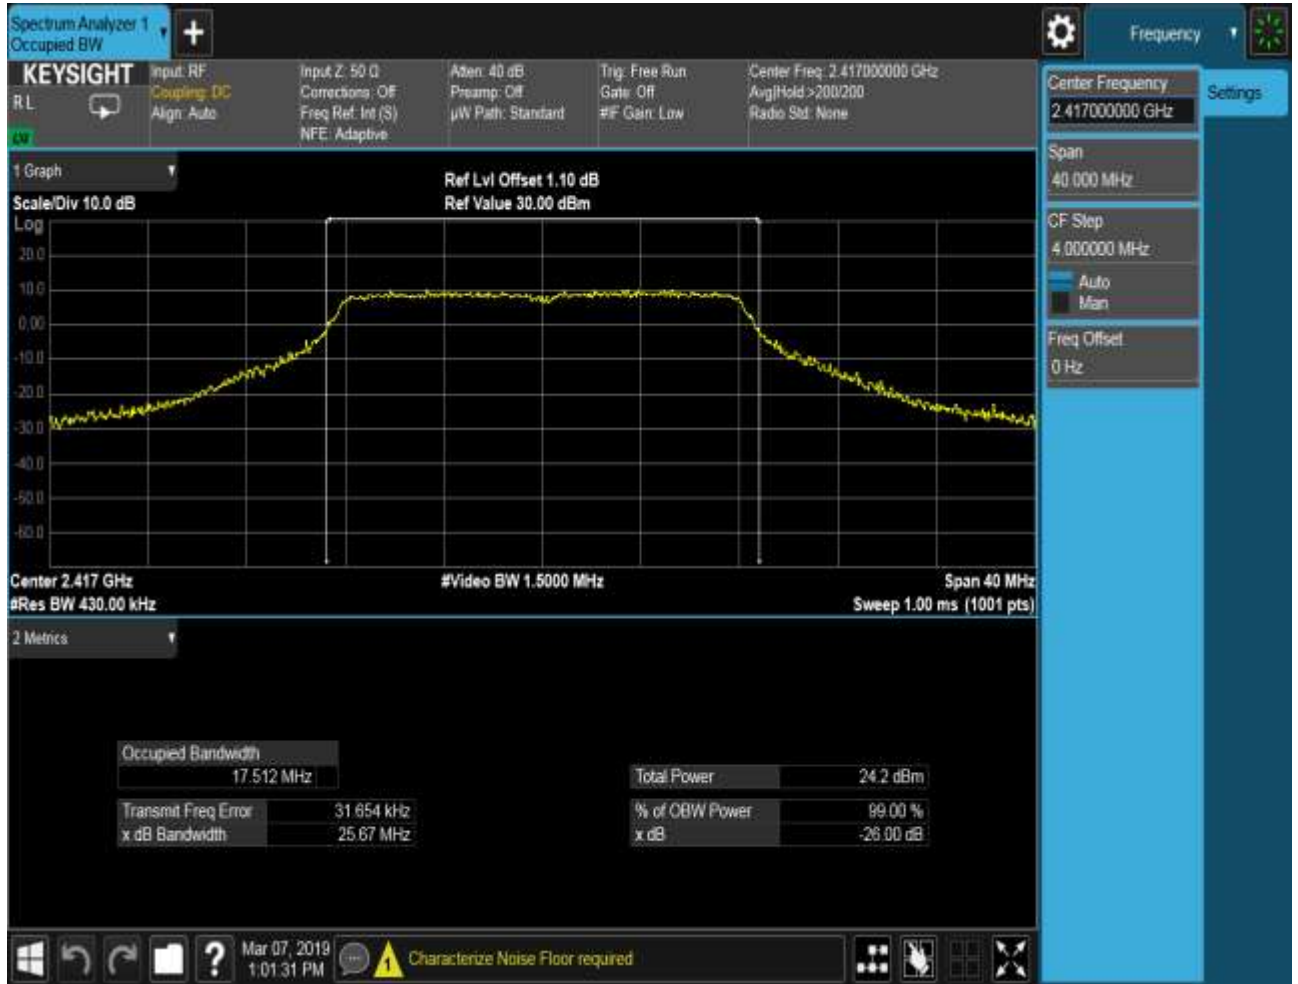 Spectrum Analyzer 1
Occupied BW
Frequency
KEYSIGHT
RL
Input: RF
Coupling: DC
Align: Auto
Input Z: 50 Ω
Corrections: Off
Freq Ref: Int (S)
NFE: Adaptive
Atten: 40 dB
Preamp: Off
µW Path: Standard
Trig: Free Run
Gate: Off
#IF Gain: Low
Center Freq: 2.417000000 GHz
Avg|Hold:>200/200
Radio Std: None
Center Frequency
2.417000000 GHz
Settings
Span
40.000 MHz
CF Step
4.000000 MHz
Auto
Man
Freq Offset
0 Hz
1 Graph
Scale/Div 10.0 dB
Ref Lvl Offset 1.10 dB
Ref Value 30.00 dBm
Log
20.0
10.0
0.00
-10.0
-20.0
-30.0
-40.0
-50.0
-60.0
Center 2.417 GHz
#Res BW 430.00 kHz
#Video BW 1.5000 MHz
Span 40 MHz
Sweep 1.00 ms (1001 pts)
2 Metrics
Occupied Bandwidth
17.512 MHz
Transmit Freq Error 31.654 kHz
x dB Bandwidth 25.67 MHz
Total Power 24.2 dBm
% of OBW Power 99.00 %
x dB -26.00 dB
?
Mar 07, 2019
1:01:31 PM
1
Characterize Noise Floor required